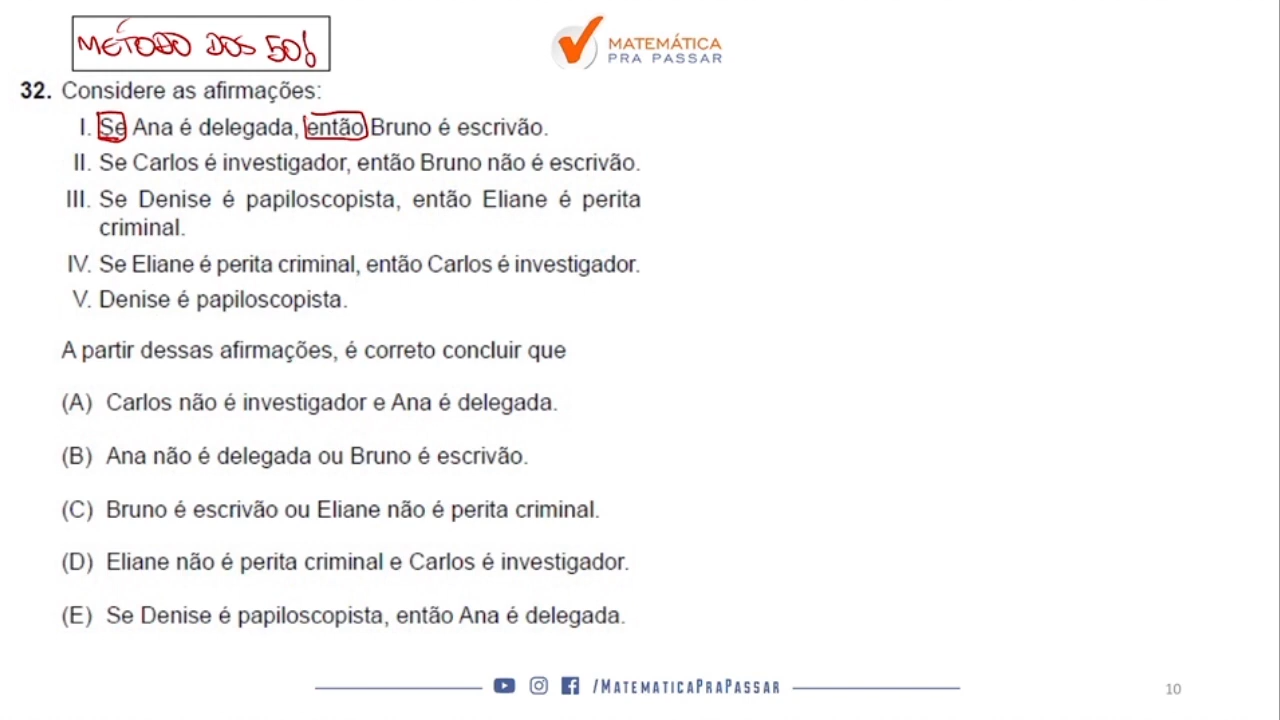 MÉTODO DOS 50!
MATEMÁTICA
PRA PASSAR
32. Considere as afirmações:
I. Se Ana é delegada, então Bruno é escrivão.
II. Se Carlos é investigador, então Bruno não é escrivão.
III. Se Denise é papiloscopista, então Eliane é perita
criminal.
IV. Se Eliane é perita criminal, então Carlos é investigador.
V. Denise é papiloscopista.
A partir dessas afirmações, é correto concluir que
(A) Carlos não é investigador e Ana é delegada.
(B) Ana não é delegada ou Bruno é escrivão.
(C) Bruno é escrivão ou Eliane não é perita criminal.
(D) Eliane não é perita criminal e Carlos é investigador.
(E) Se Denise é papiloscopista, então Ana é delegada.
/MATEMATICAPRAPASSAR
10